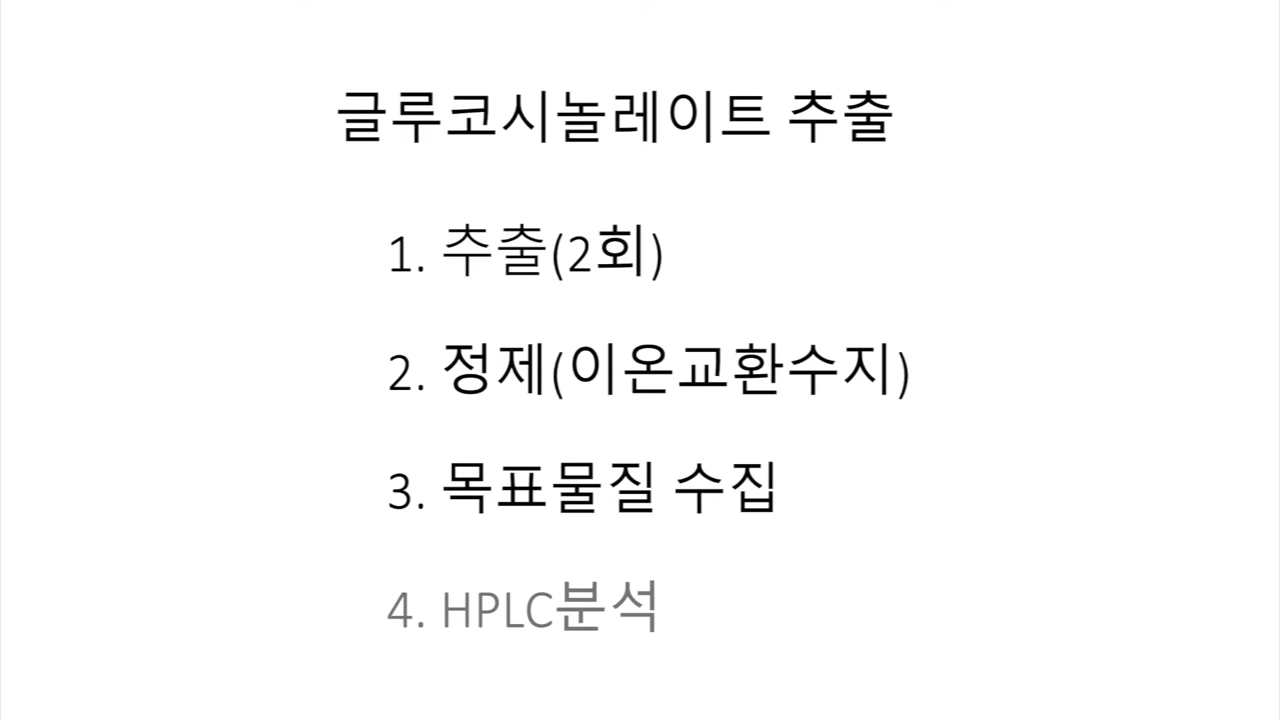 글루코시놀레이트 추출
1. 추출(2회)
2. 정제(이온교환수지)
3. 목표물질 수집
4. HPLC분석